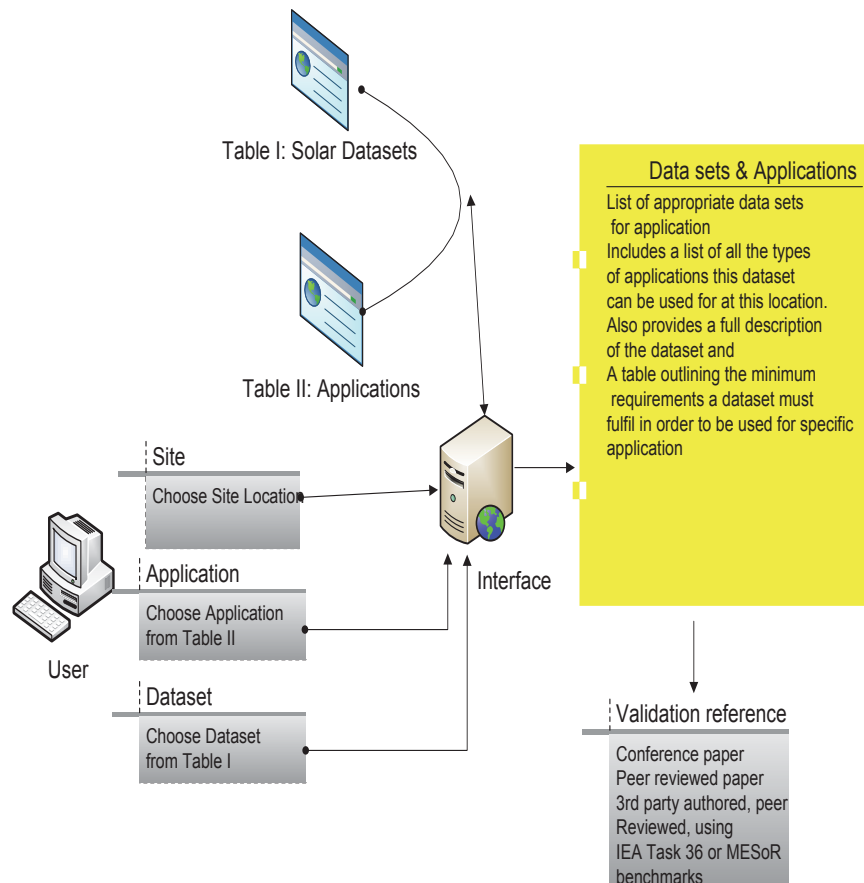 Table I: Solar Datasets
Table II: Applications
Data sets & Applications
List of appropriate data sets
for application
Includes a list of all the types
of applications this dataset
can be used for at this location.
Also provides a full description
of the dataset and
A table outlining the minimum
requirements a dataset must
fulfil in order to be used for specific
application
Site
Choose Site Location
Interface
Application
Choose Application
from Table II
User
Dataset
Choose Dataset
from Table I
Validation reference
Conference paper
Peer reviewed paper
3rd party authored, peer
Reviewed, using
IEA Task 36 or MESoR
benchmarks